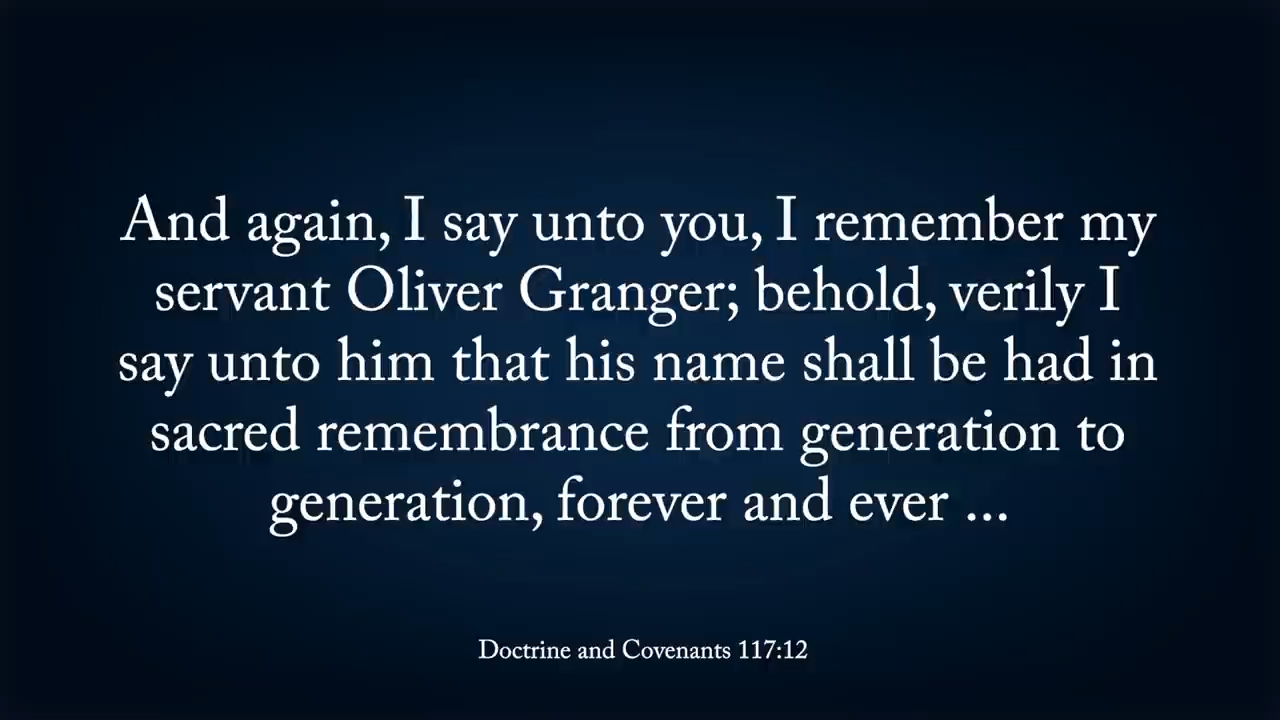 And again, I say unto you, I remember my
servant Oliver Granger; behold, verily I
say unto him that his name shall be had in
sacred remembrance from generation to
generation, forever and ever ...
Doctrine and Covenants 117:12